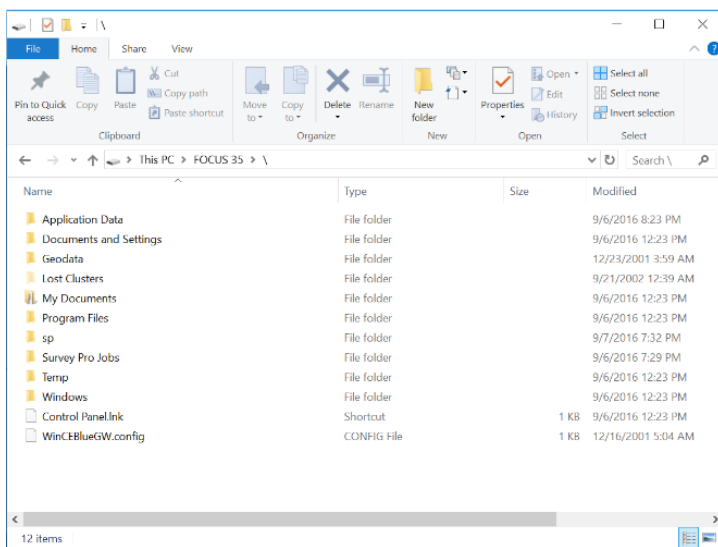 \
File Home Share View
Pin to Quick access
Copy
Paste
Cut
Copy path
Paste shortcut
Clipboard
Move to
Copy to
Delete
Rename
Organize
New folder
New
Properties
Open
Edit
History
Open
Select all
Select none
Invert selection
Select
This PC > FOCUS 35 > \
Search \
Name Type Size Modified
Application Data File folder 9/6/2016 8:23 PM
Documents and Settings File folder 9/6/2016 12:23 PM
Geodata File folder 12/23/2001 3:59 AM
Lost Clusters File folder 9/21/2002 12:39 AM
My Documents File folder 9/6/2016 12:23 PM
Program Files File folder 9/6/2016 12:23 PM
sp File folder 9/7/2016 7:32 PM
Survey Pro Jobs File folder 9/6/2016 7:29 PM
Temp File folder 9/6/2016 12:23 PM
Windows File folder 9/6/2016 12:23 PM
Control Panel.lnk Shortcut 1 KB 9/6/2016 12:23 PM
WinCEBlueGW.config CONFIG File 1 KB 12/16/2001 5:04 AM
12 items